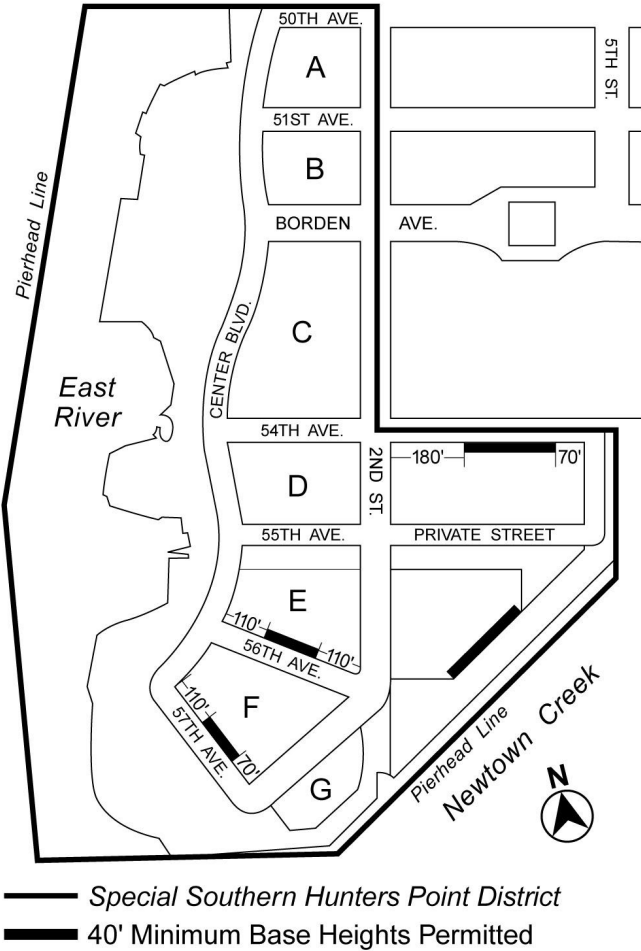 50TH AVE.
A
5TH ST.
51ST AVE.
B
Pierhead Line
BORDEN AVE.
C
CENTER BLVD.
East
River
54TH AVE.
2ND ST.
180'
70'
D
55TH AVE.
PRIVATE STREET
E
110'
110'
56TH AVE.
F
110'
70'
57TH AVE.
G
Pierhead Line
Newtown Creek
N
Special Southern Hunters Point District
40' Minimum Base Heights Permitted